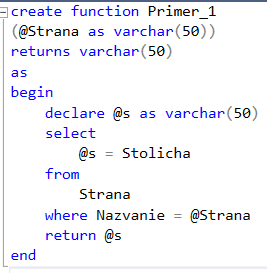 create function Primer_1
(@Strana as varchar(50))
returns varchar(50)
as
begin
declare @s as varchar(50)
select
@s = Stolicha
from
Strana
where Nazvanie = @Strana
return @s
end